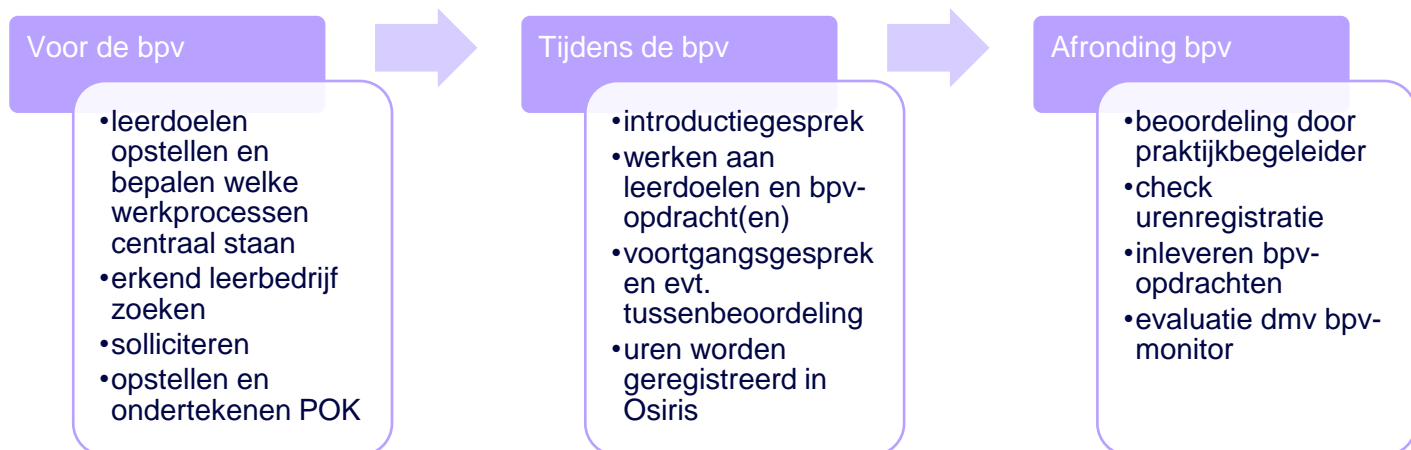 Voor de bpv
•leerdoelen
opstellen en
bepalen welke
werkprocessen
centraal staan
•erkend leerbedrijf
zoeken
•solliciteren
•opstellen en
ondertekenen POK
Tijdens de bpv
•introductiegesprek
•werken aan
leerdoelen en bpv-
opdracht(en)
•voortgangsgesprek
en evt.
tussenbeoordeling
•uren worden
geregistreerd in
Osiris
Afronding bpv
•beoordeling door
praktijkbegeleider
•check
urenregistratie
•inleveren bpv-
opdrachten
•evaluatie dmv bpv-
monitor